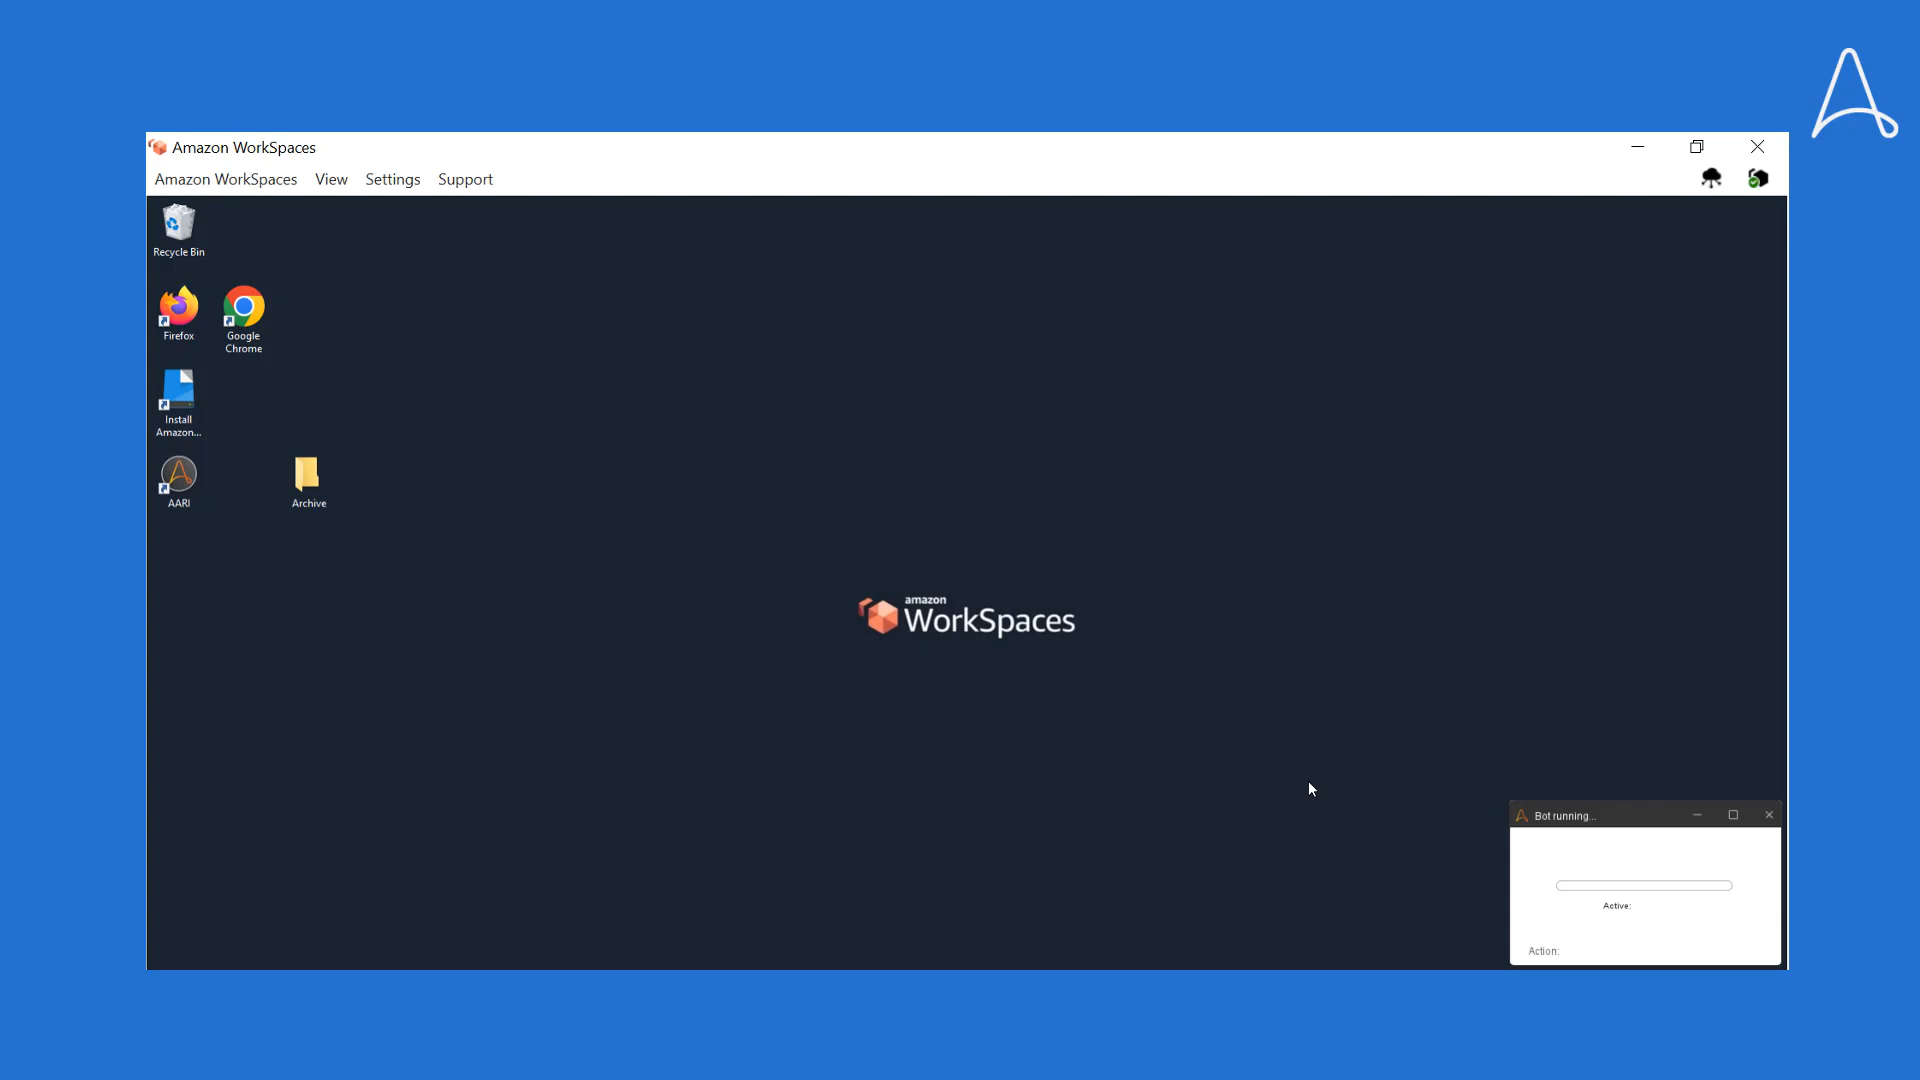 Amazon WorkSpaces
Amazon WorkSpaces View Settings Support
Recycle Bin
Firefox
Google
Chrome
Install
Amazon...
AARI
Archive
amazon
WorkSpaces
Bot running...
Active:
Action: